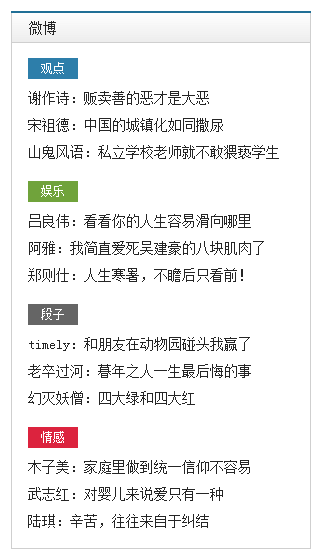 微博
观点
谢作诗：贩卖善的恶才是大恶
宋祖德：中国的城镇化如同撒尿
山鬼风语：私立学校老师就不敢猥亵学生
娱乐
吕良伟：看看你的人生容易滑向哪里
阿雅：我简直爱死吴建豪的八块肌肉了
郑则仕：人生寒暑，不瞻后只看前！
段子
timely：和朋友在动物园碰头我赢了
老卒过河：暮年之人一生最后悔的事
幻灭妖僧：四大绿和四大红
情感
木子美：家庭里做到统一信仰不容易
武志红：对婴儿来说爱只有一种
陆琪：辛苦，往往来自于纠结